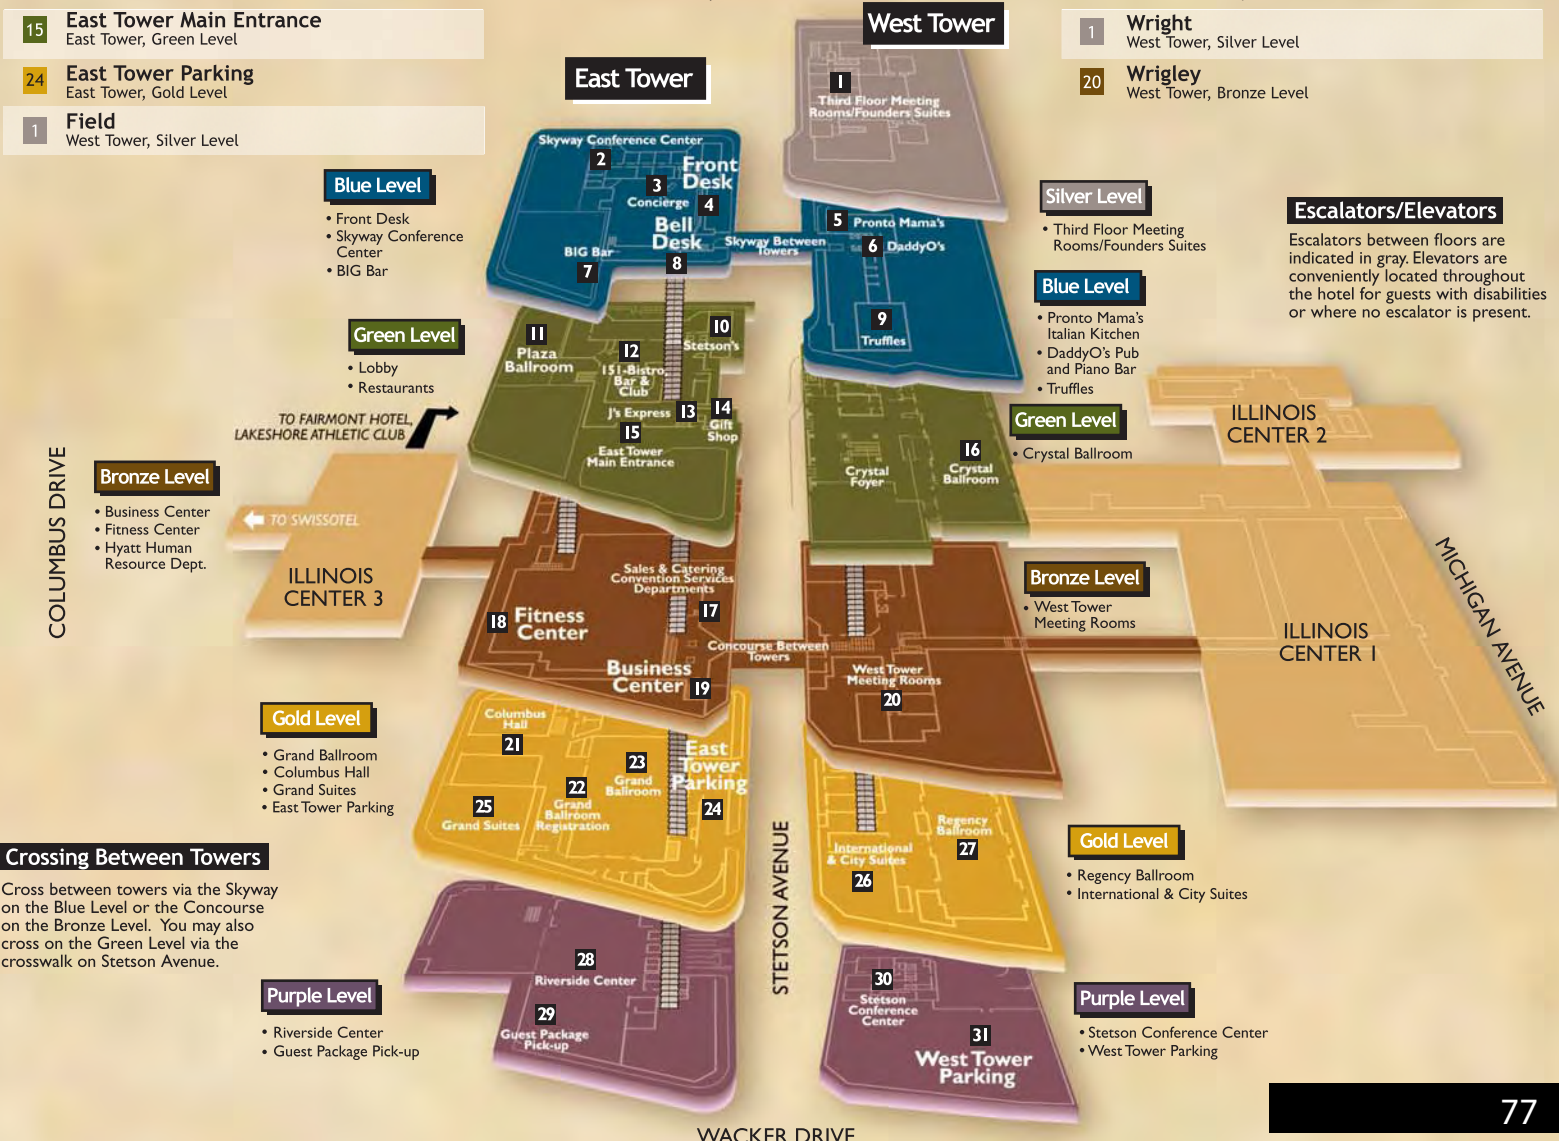 15
East Tower Main Entrance
East Tower, Green Level
24
East Tower Parking
East Tower, Gold Level
1
Field
West Tower, Silver Level
East Tower
West Tower
1
Wright
West Tower, Silver Level
20
Wrigley
West Tower, Bronze Level
1
Third Floor Meeting
Rooms/Founders Suites
Blue Level
• Front Desk
• Skyway Conference
Center
• BIG Bar
Skyway Conference Center
2
Front
Desk
3
Concierge
4
Bell
Desk
8
BIG Bar
7
Skyway Between
Towers
5 Pronto Mama's
6 DaddyO's
9
Truffles
Silver Level
• Third Floor Meeting
Rooms/Founders Suites
Blue Level
• Pronto Mama's
Italian Kitchen
• DaddyO's Pub
and Piano Bar
• Truffles
Escalators/Elevators
Escalators between floors are
indicated in gray. Elevators are
conveniently located throughout
the hotel for guests with disabilities
or where no escalator is present.
Green Level
• Lobby
• Restaurants
TO FAIRMONT HOTEL,
LAKESHORE ATHLETIC CLUB
11
Plaza
Ballroom
10
Stetson's
12
151-Bistro,
Bar &
Club
J's Express 13
14
Gift
Shop
15
East Tower
Main Entrance
Crystal
Foyer
16
Crystal
Ballroom
Green Level
• Crystal Ballroom
ILLINOIS
CENTER 2
COLUMBUS DRIVE
Bronze Level
• Business Center
• Fitness Center
• Hyatt Human
Resource Dept.
TO SWISSOTEL
ILLINOIS
CENTER 3
Sales & Catering
Convention Services
Departments
17
18 Fitness
Center
Business
Center 19
Concourse Between
Towers
West Tower
Meeting Rooms
20
Bronze Level
• West Tower
Meeting Rooms
ILLINOIS
CENTER 1
MICHIGAN AVENUE
Gold Level
• Grand Ballroom
• Columbus Hall
• Grand Suites
• East Tower Parking
Columbus
Hall
21
22
Grand
Ballroom
Registration
23
Grand
Ballroom
East
Tower
Parking
24
25
Grand Suites
STETSON AVENUE
International
& City Suites
26
Regency
Ballroom
27
Gold Level
• Regency Ballroom
• International & City Suites
Crossing Between Towers
Cross between towers via the Skyway
on the Blue Level or the Concourse
on the Bronze Level. You may also
cross on the Green Level via the
crosswalk on Stetson Avenue.
Purple Level
• Riverside Center
• Guest Package Pick-up
28
Riverside Center
29
Guest Package
Pick-up
30
Stetson
Conference
Center
31
West Tower
Parking
Purple Level
• Stetson Conference Center
• West Tower Parking
WACKER DRIVE
77